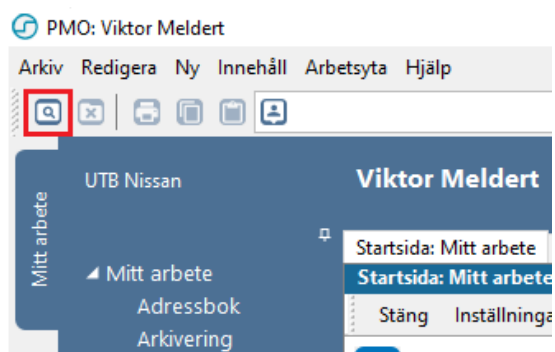 PMO: Viktor Meldert
Arkiv Redigera Ny Innehåll Arbetsyta Hjälp
Mitt arbete
UTB Nissan
Viktor Meldert
Startsida: Mitt arbete
Mitt arbete
Startsida: Mitt arbete
Adressbok
Stäng
Arkivering